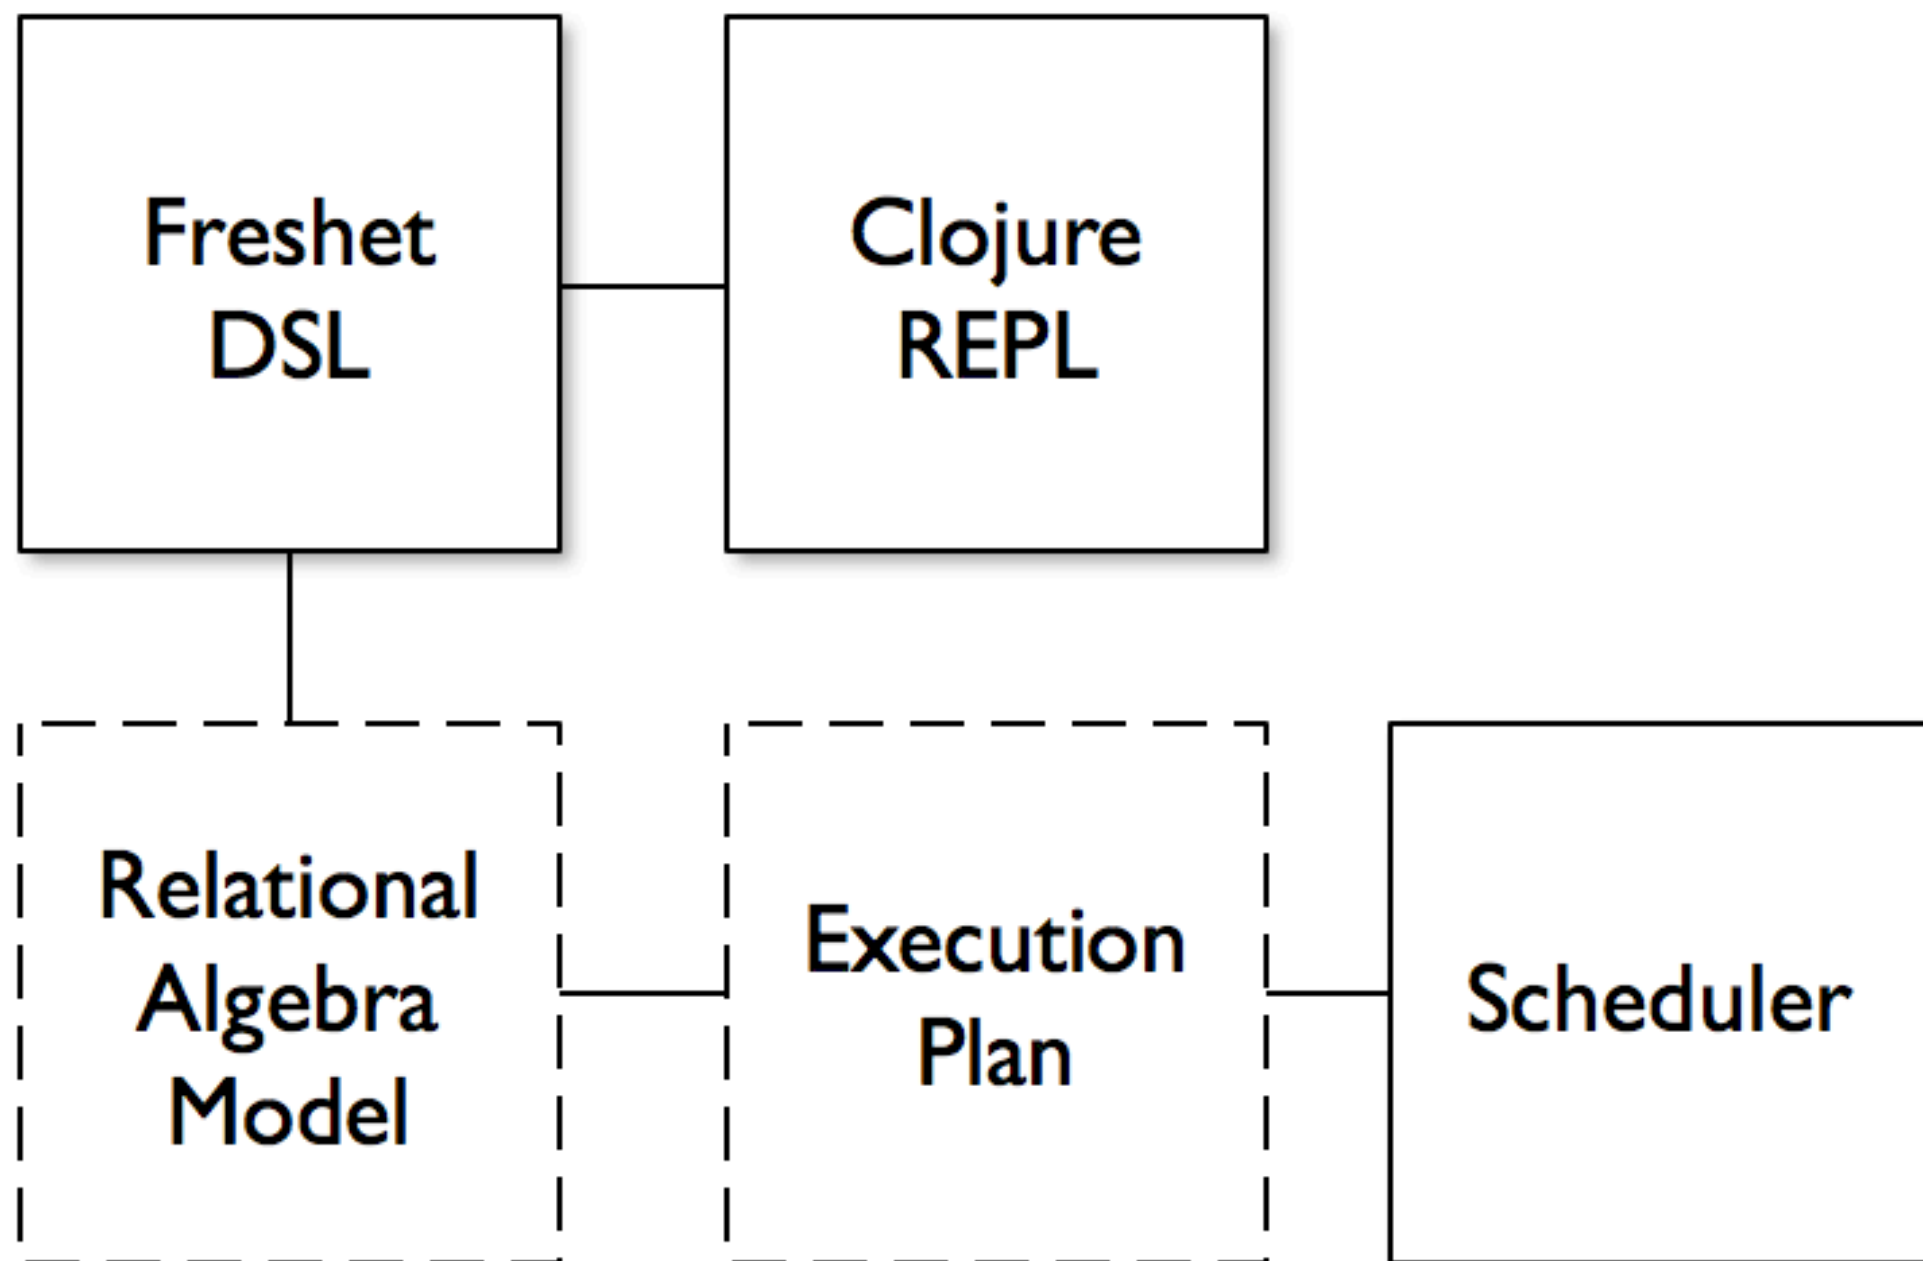 Freshet
DSL
Clojure
REPL
Relational
Algebra
Model
Execution
Plan
Scheduler